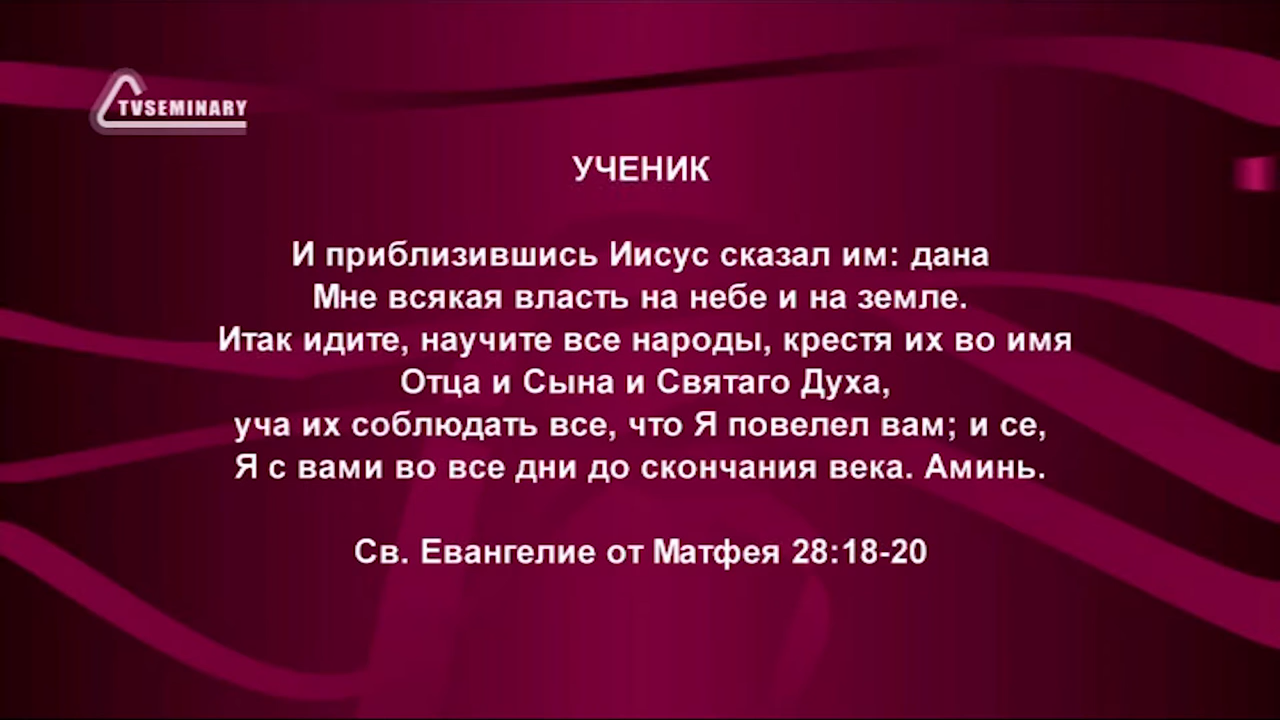 TVSEMINARY
УЧЕНИК
И приблизившись Иисус сказал им: дана
Мне всякая власть на небе и на земле.
Итак идите, научите все народы, крестя их во имя
Отца и Сына и Святаго Духа,
уча их соблюдать все, что Я повелел вам; и се,
Я с вами во все дни до скончания века. Аминь.
Св. Евангелие от Матфея 28:18-20